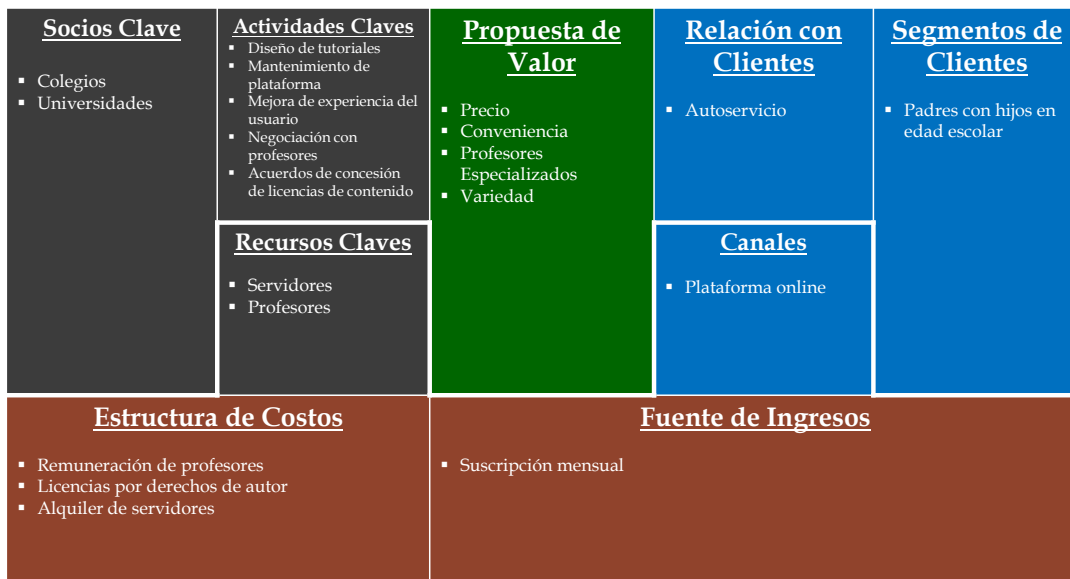 Socios Clave
▪ Colegios
▪ Universidades
Actividades Claves
▪ Diseño de tutoriales
▪ Mantenimiento de
plataforma
▪ Mejora de experiencia del
usuario
▪ Negociación con
profesores
▪ Acuerdos de concesión
de licencias de contenido
Recursos Claves
▪ Servidores
▪ Profesores
Propuesta de
Valor
▪ Precio
▪ Conveniencia
▪ Profesores
Especializados
▪ Variedad
Relación con
Clientes
▪ Autoservicio
Canales
▪ Plataforma online
Segmentos de
Clientes
▪ Padres con hijos en
edad escolar
Estructura de Costos
▪ Remuneración de profesores
▪ Licencias por derechos de autor
▪ Alquiler de servidores
Fuente de Ingresos
▪ Suscripción mensual